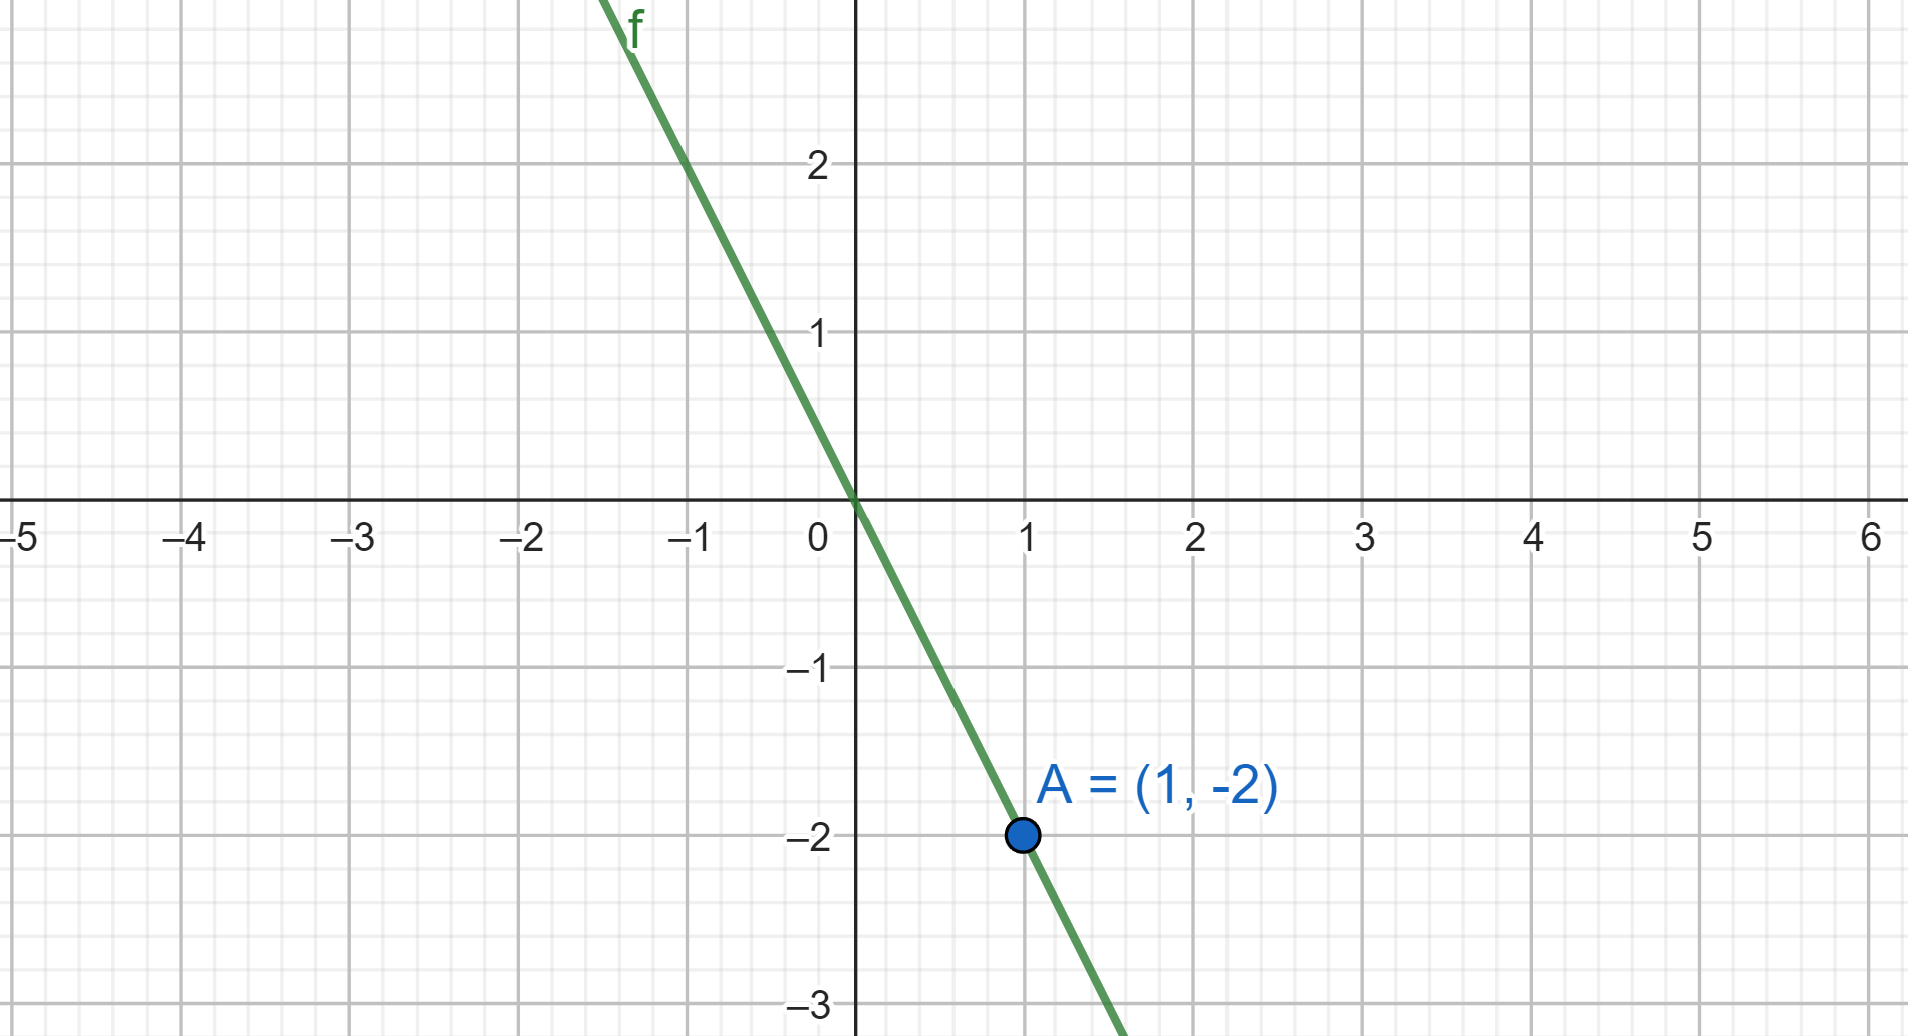 f
2
1
–5 –4 –3 –2 –1 0 1 2 3 4 5 6
–1
A = (1, -2)
–2
–3